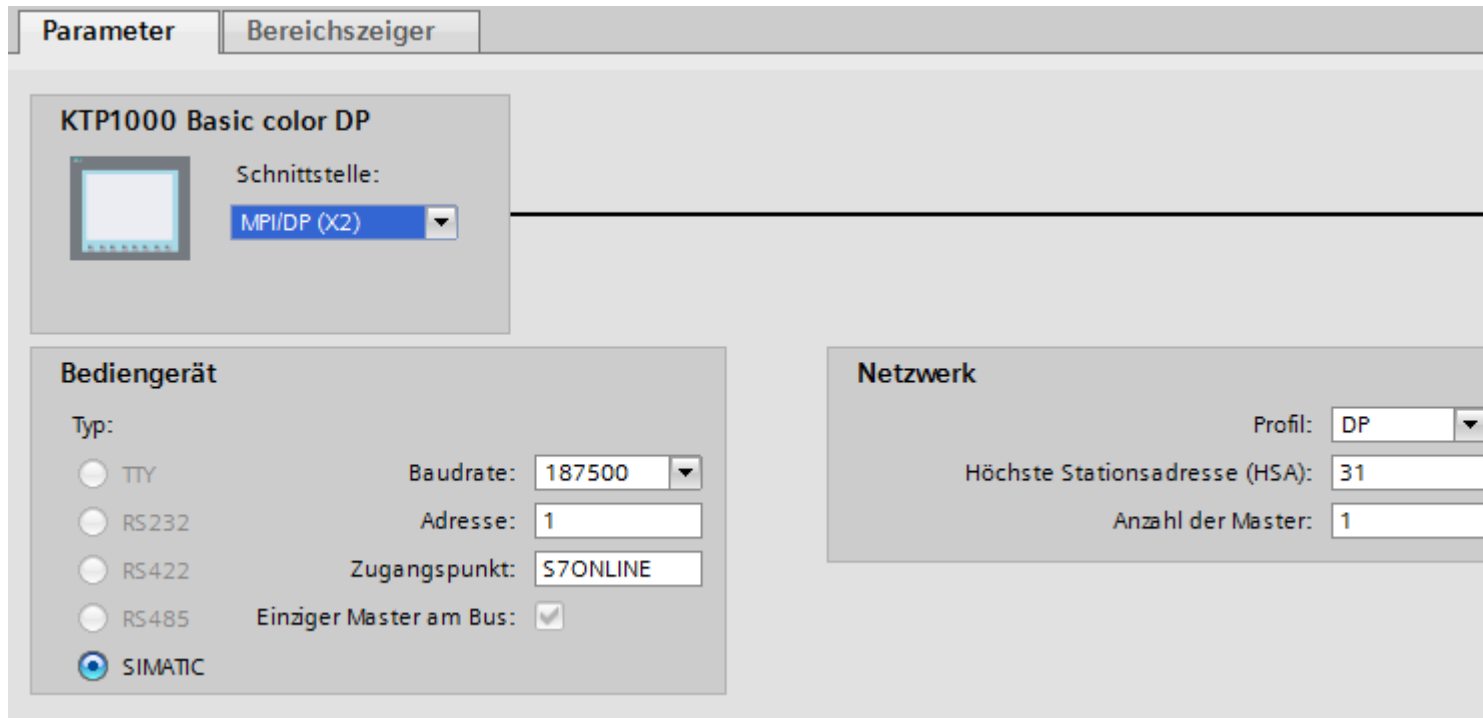 Parameter Bereichszeiger
KTP1000 Basic color DP
Schnittstelle:
MPI/DP (X2)
Bediengerät
Typ:
TTY Baudrate: 187500
RS232 Adresse: 1
RS422 Zugangspunkt: S7ONLINE
RS485 Einziger Master am Bus:
SIMATIC
Netzwerk
Profil: DP
Höchste Stationsadresse (HSA): 31
Anzahl der Master: 1